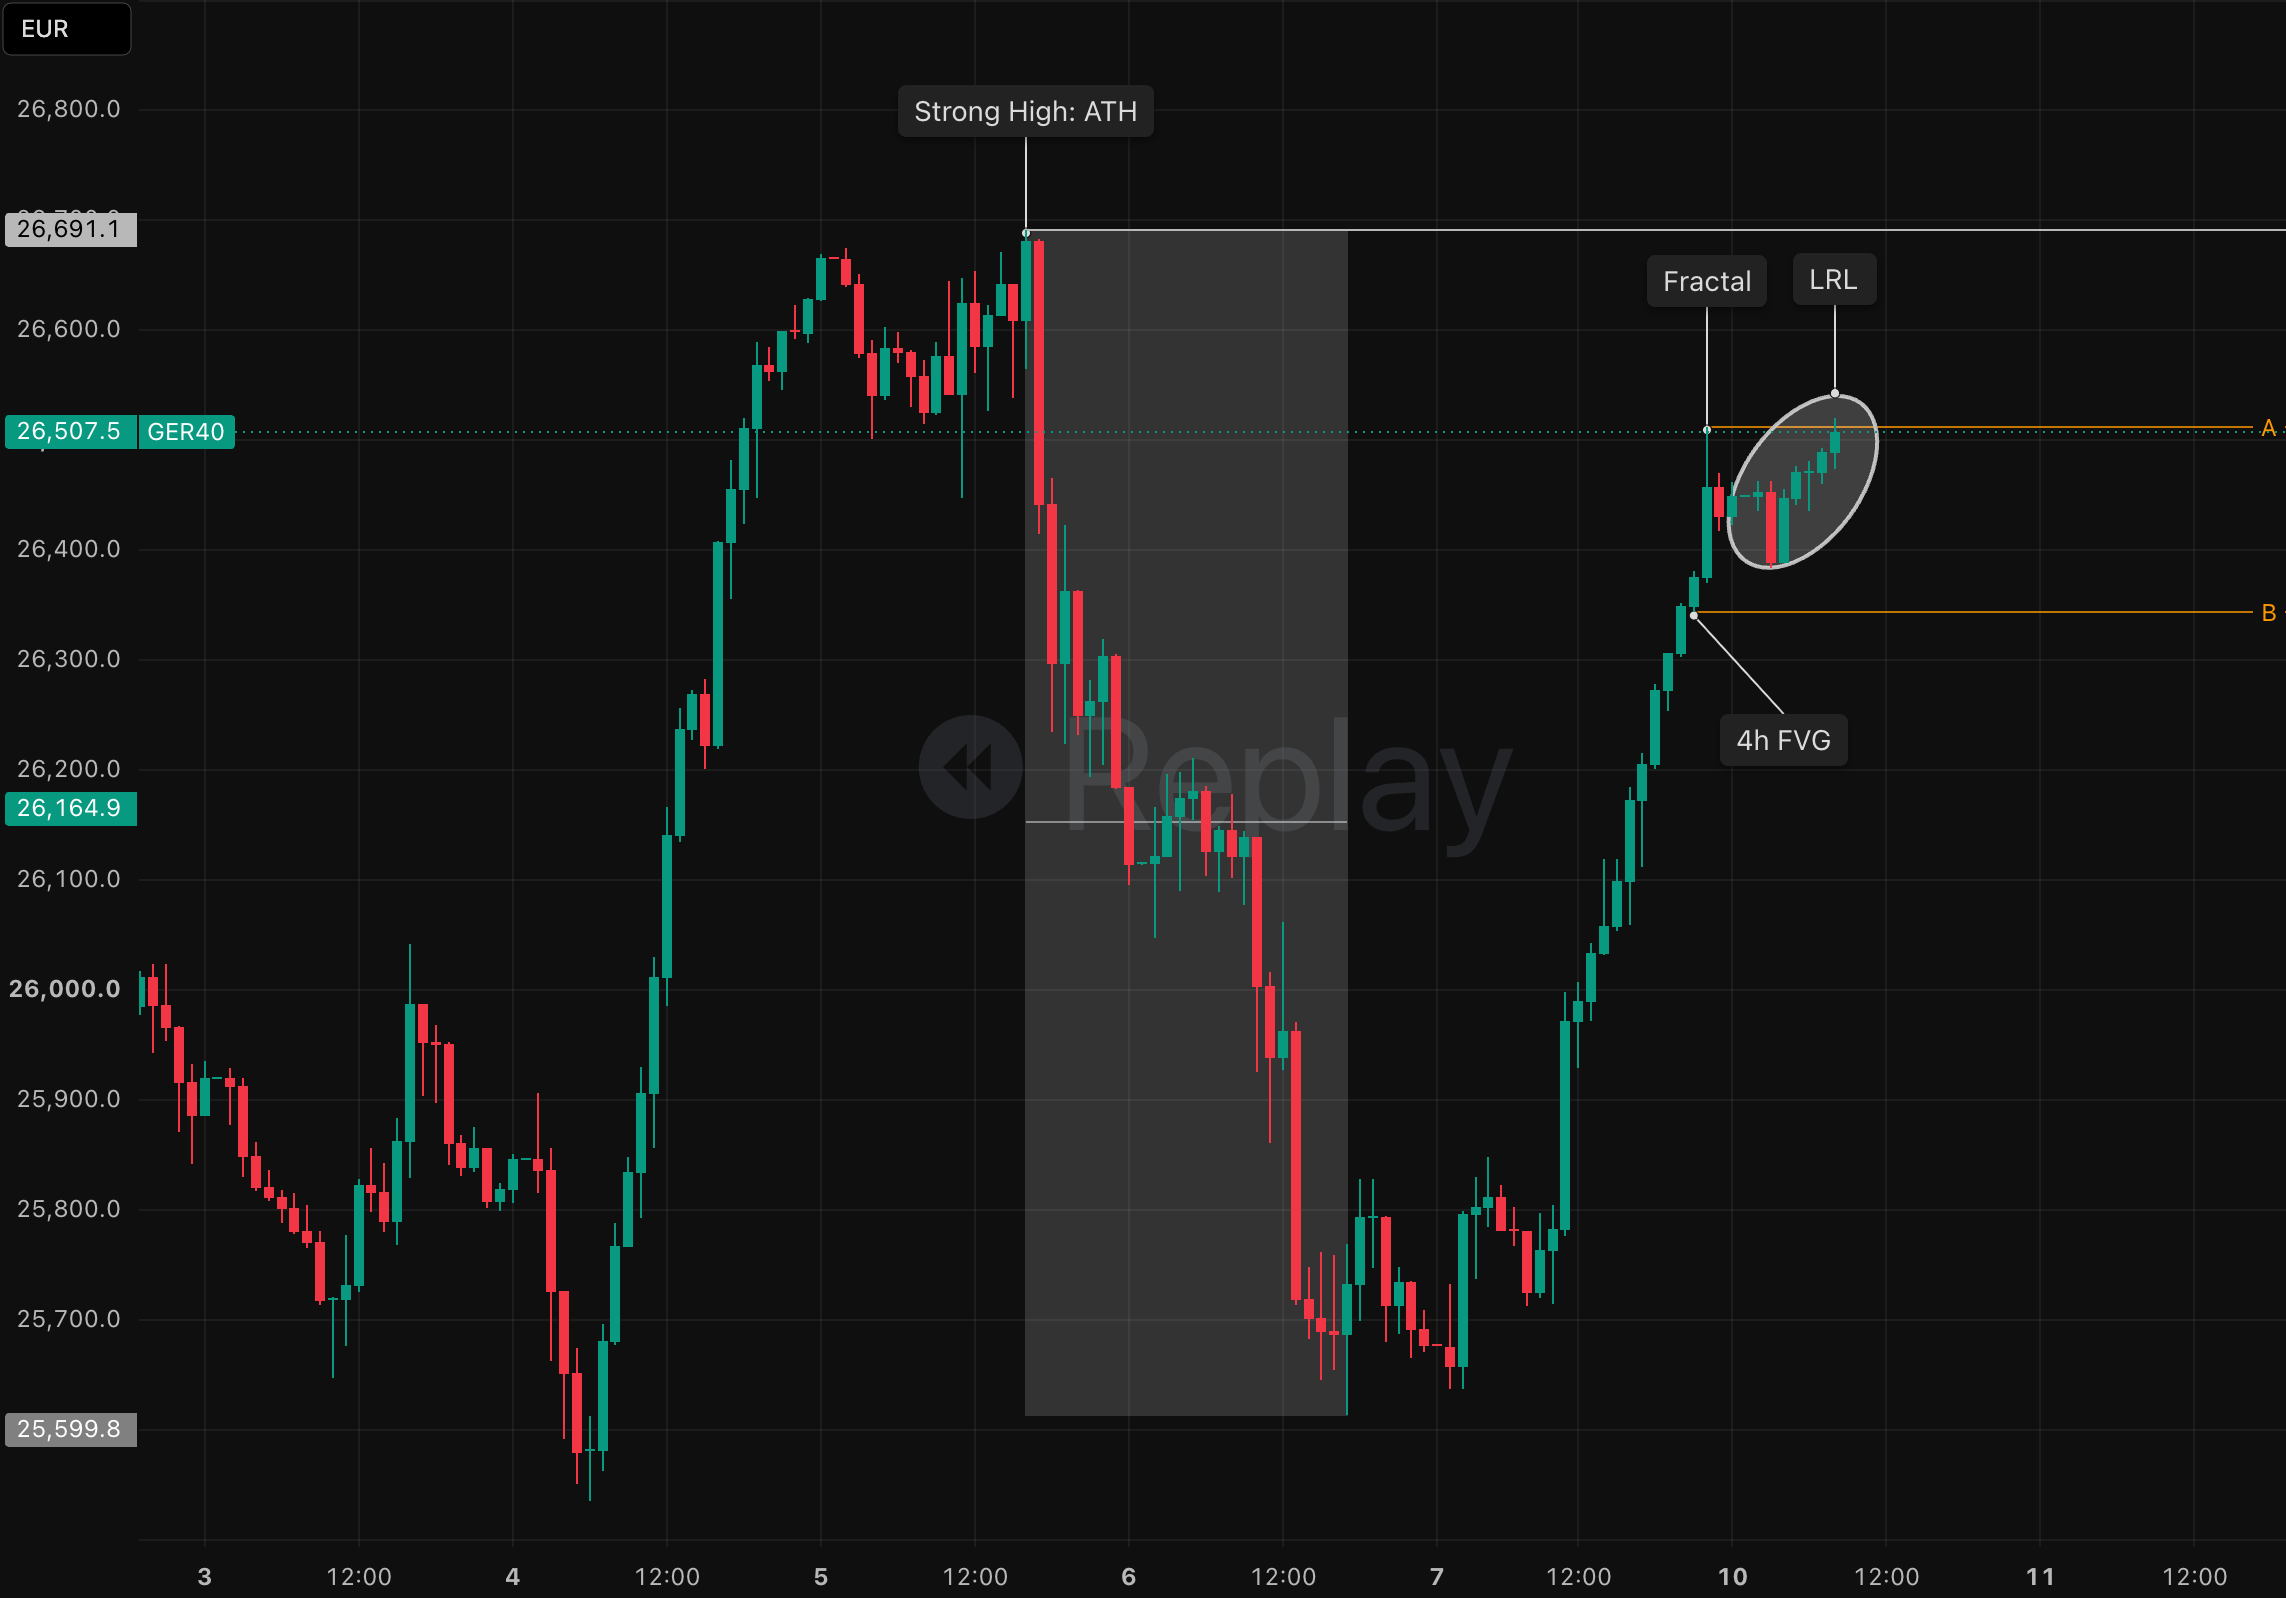 EUR
26,800.0
Strong High: ATH
26,691.1
26,600.0
Fractal
LRL
26,507.5 GER40
A
26,400.0
B
26,300.0
4h FVG
Replay
26,200.0
26,164.9
26,100.0
26,000.0
25,900.0
25,800.0
25,700.0
25,599.8
3 12:00 4 12:00 5 12:00 6 12:00 7 12:00 10 12:00 11 12:00